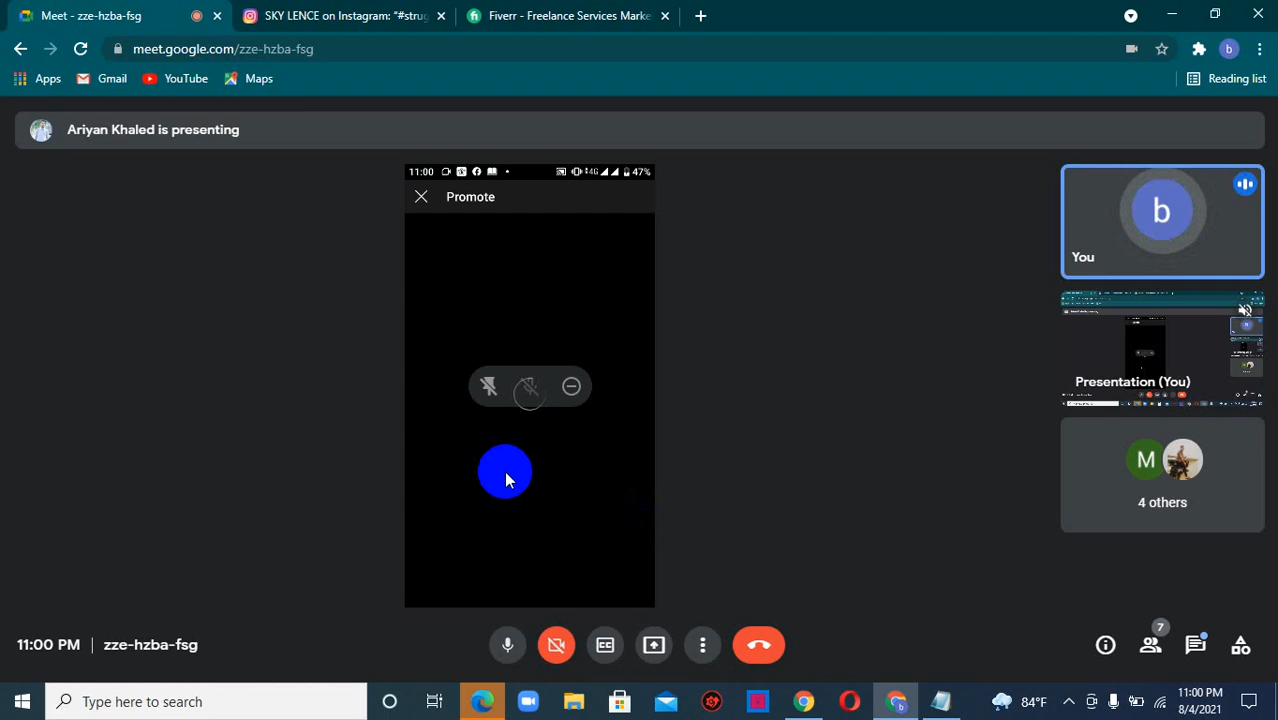 Meet - zze-hzba-fsg
SKY LENCE on Instagram: "#strug
Fiverr - Freelance Services Marke
meet.google.com/zze-hzba-fsg
b
Apps
Gmail
YouTube
Maps
Reading list
Ariyan Khaled is presenting
11:00
4G
47%
Promote
b
You
Presentation (You)
M
4 others
11:00 PM
zze-hzba-fsg
CC
7
Type here to search
84°F
11:00 PM
8/4/2021